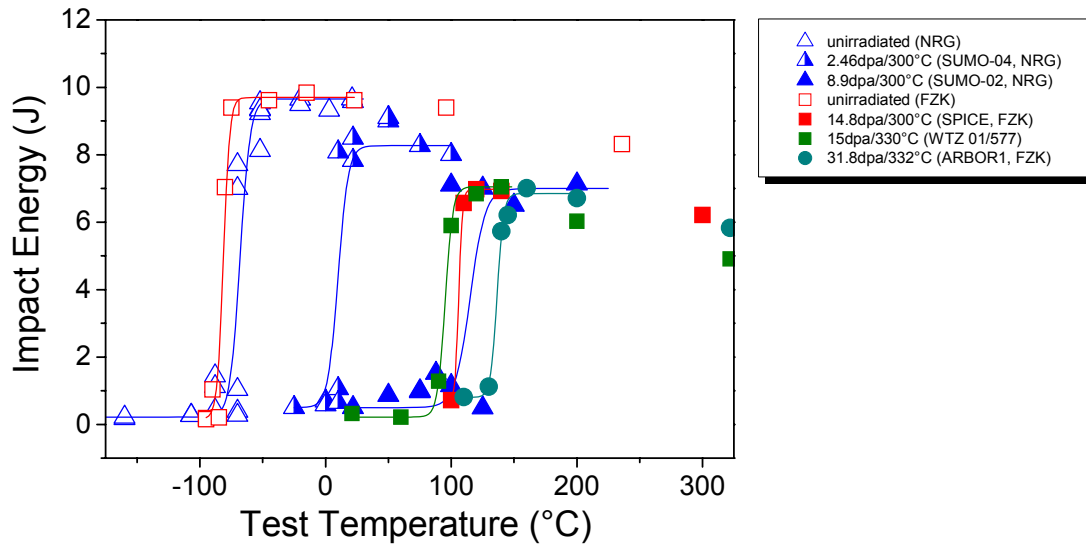 12
10
8
6
4
2
0
Impact Energy (J)
-100
0
100
200
300
Test Temperature (°C)
unirradiated (NRG)
2.46dpa/300°C (SUMO-04, NRG)
8.9dpa/300°C (SUMO-02, NRG)
unirradiated (FZK)
14.8dpa/300°C (SPICE, FZK)
15dpa/330°C (WTZ 01/577)
31.8dpa/332°C (ARBOR1, FZK)